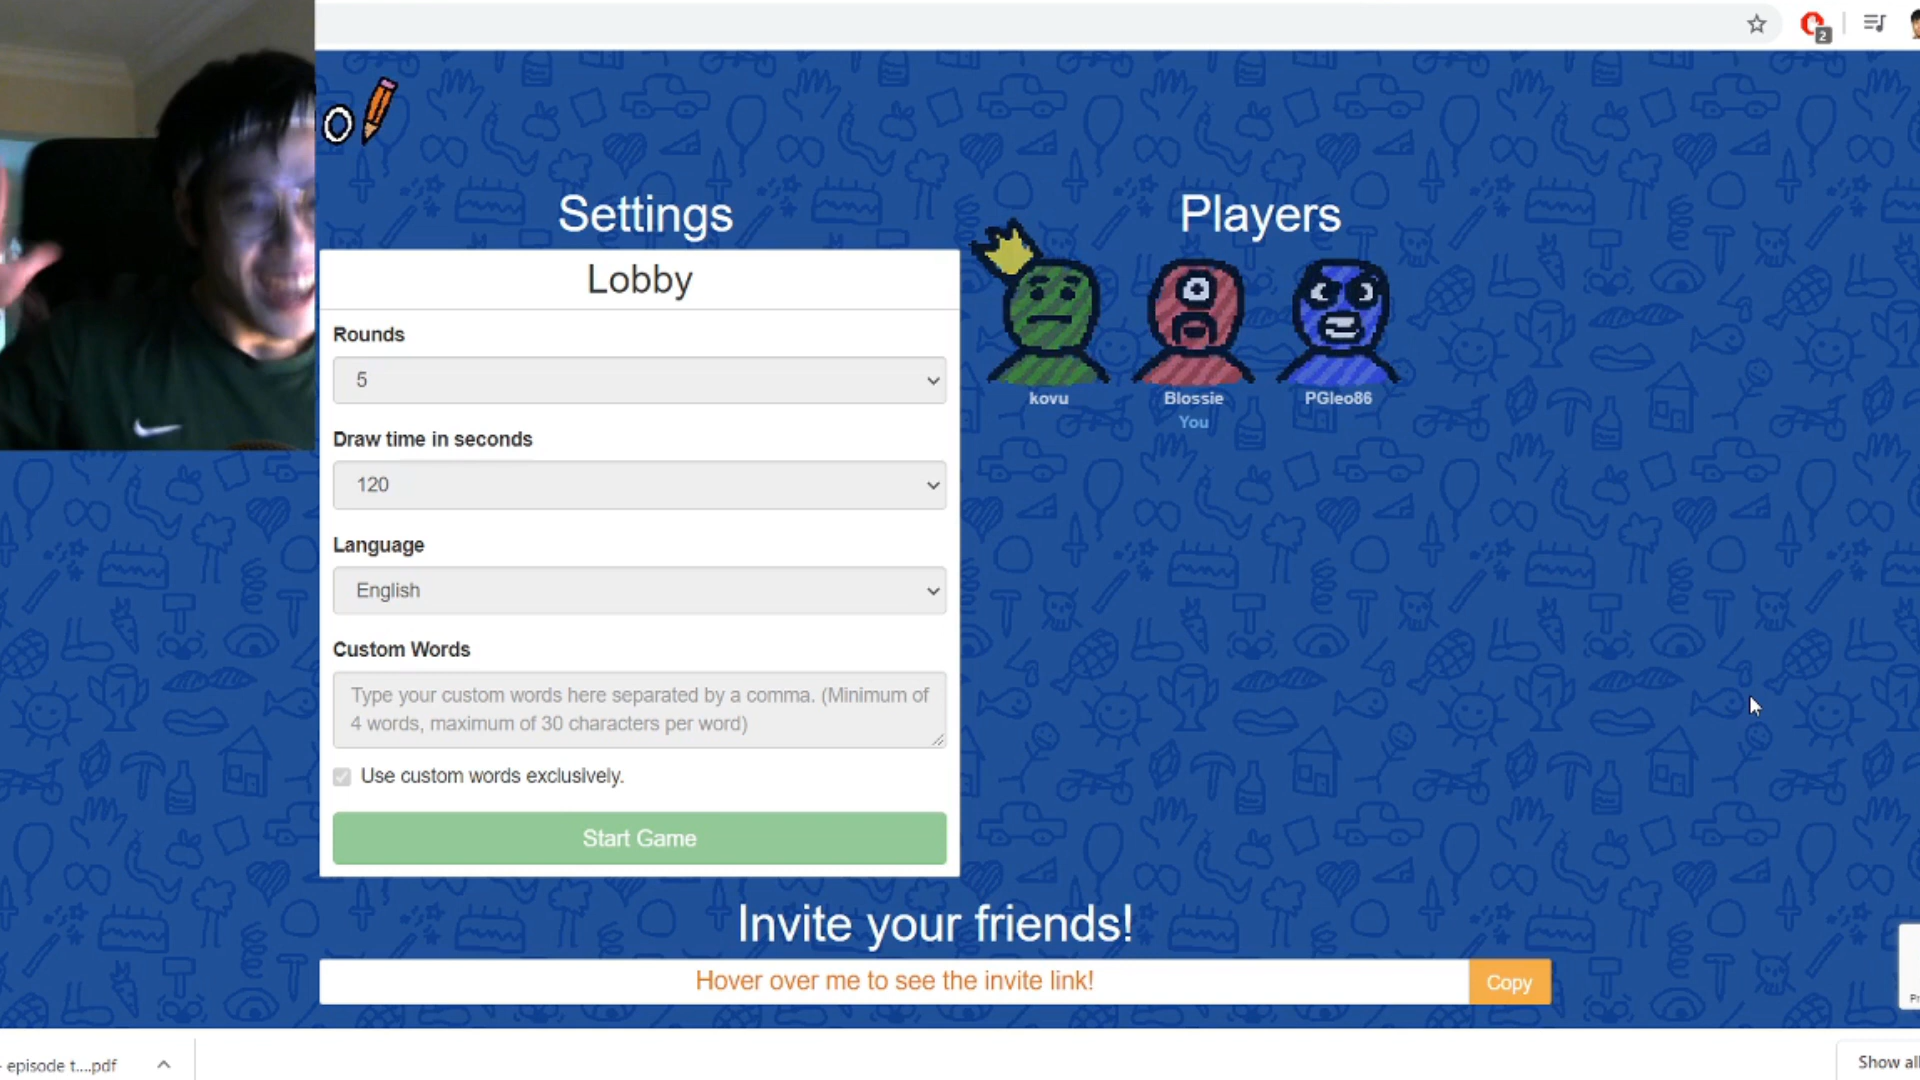 2
O
Settings
Players
Lobby
Rounds
5
kovu
Blossie
PGleo86
You
Draw time in seconds
120
Language
English
Custom Words
Type your custom words here separated by a comma. (Minimum of
4 words, maximum of 30 characters per word)
Use custom words exclusively.
Start Game
Invite your friends!
Hover over me to see the invite link!
Copy
episode t....pdf
Show all